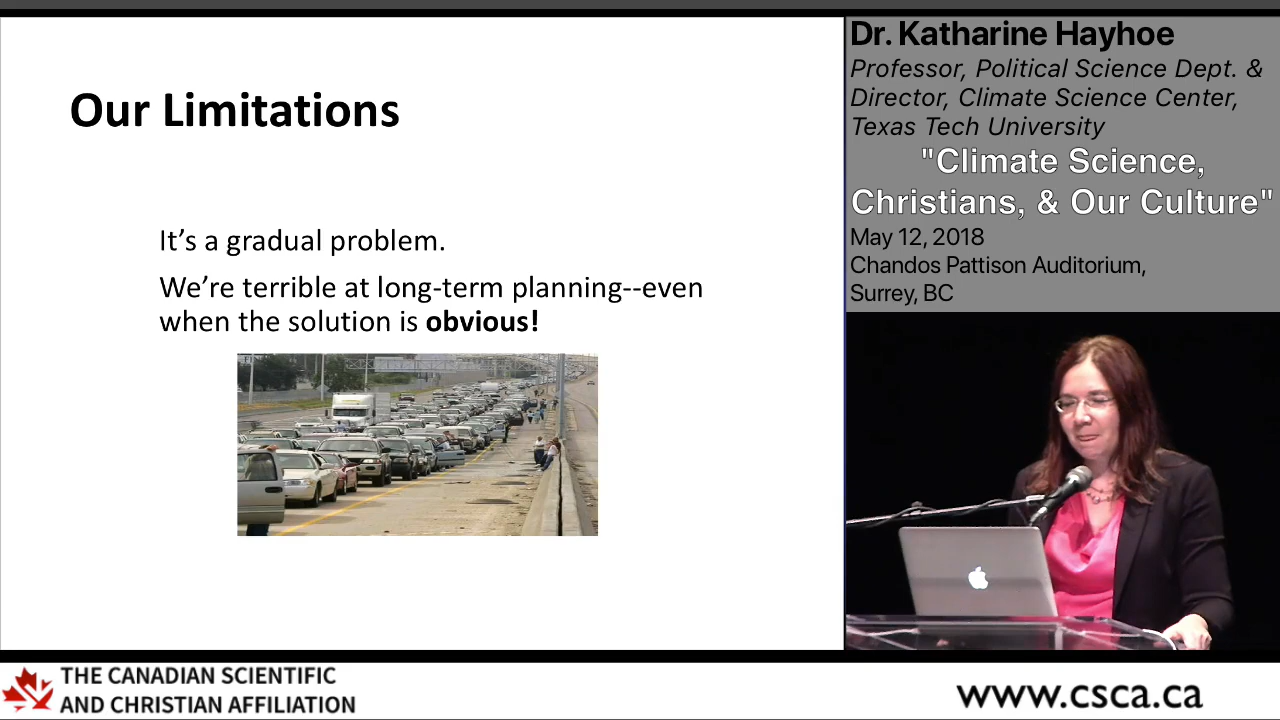 Our Limitations
It's a gradual problem.
We're terrible at long-term planning--even
when the solution is obvious!
Dr. Katharine Hayhoe
Professor, Political Science Dept. &
Director, Climate Science Center,
Texas Tech University
"Climate Science,
Christians, & Our Culture"
May 12, 2018
Chandos Pattison Auditorium,
Surrey, BC
THE CANADIAN SCIENTIFIC
AND CHRISTIAN AFFILIATION
www.csca.ca